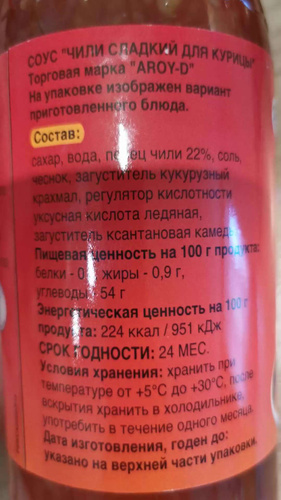 СОУС "ЧИЛИ СЛАДКИЙ ДЛЯ КУРИЦЫ"
Торговая марка "AROY-D"
На упаковке изображен вариант
приготовленного блюда.
Состав:
сахар, вода, перец чили 22%, соль,
чеснок, загуститель кукурузный
крахмал, регулятор кислотности
уксусная кислота ледяная,
загуститель ксантановая камедь
Пищевая ценность на 100 г продукта:
белки - жиры - 0,9 г,
углеводы - 54 г
Энергетическая ценность на 100 г
продукта: 224 ккал / 951 кДж
СРОК ГОДНОСТИ: 24 МЕС.
Условия хранения: хранить при
температуре от +5°C до +30°C, после
вскрытия хранить в холодильнике,
употребить в течение одного месяца.
Дата изготовления, годен до:
указано на верхней части упаковки.